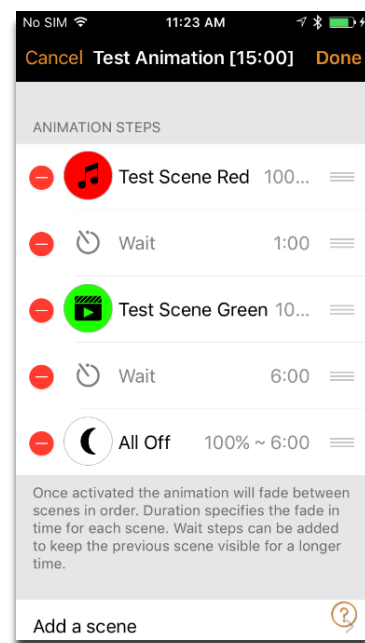 No SIM 11:23 AM
Cancel Test Animation [15:00] Done
ANIMATION STEPS
Test Scene Red 100...
Wait 1:00
Test Scene Green 10...
Wait 6:00
All Off 100% ~ 6:00
Once activated the animation will fade between
scenes in order. Duration specifies the fade in
time for each scene. Wait steps can be added
to keep the previous scene visible for a longer
time.
Add a scene ?